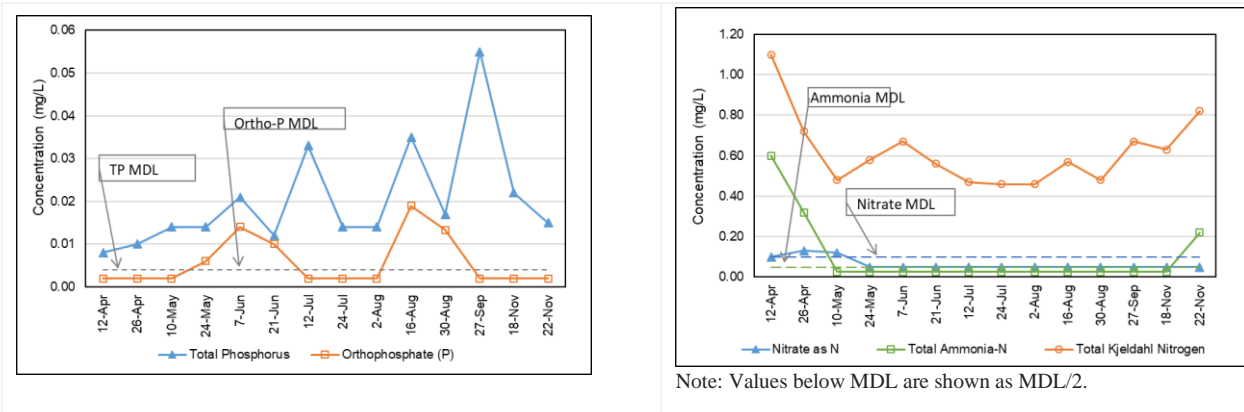 0.06
0.05
0.04
0.03
0.02
0.01
0.00
Concentration (mg/L)
Ortho-P MDL
TP MDL
12-Apr
26-Apr
10-May
24-May
7-Jun
21-Jun
12-Jul
24-Jul
2-Aug
16-Aug
30-Aug
27-Sep
18-Nov
22-Nov
Total Phosphorus
Orthophosphate (P)
1.20
1.00
0.80
0.60
0.40
0.20
0.00
Concentration (mg/L)
Ammonia MDL
Nitrate MDL
12-Apr
26-Apr
10-May
24-May
7-Jun
21-Jun
12-Jul
24-Jul
2-Aug
16-Aug
30-Aug
27-Sep
18-Nov
22-Nov
Nitrate as N
Total Ammonia-N
Total Kjeldahl Nitrogen
Note: Values below MDL are shown as MDL/2.